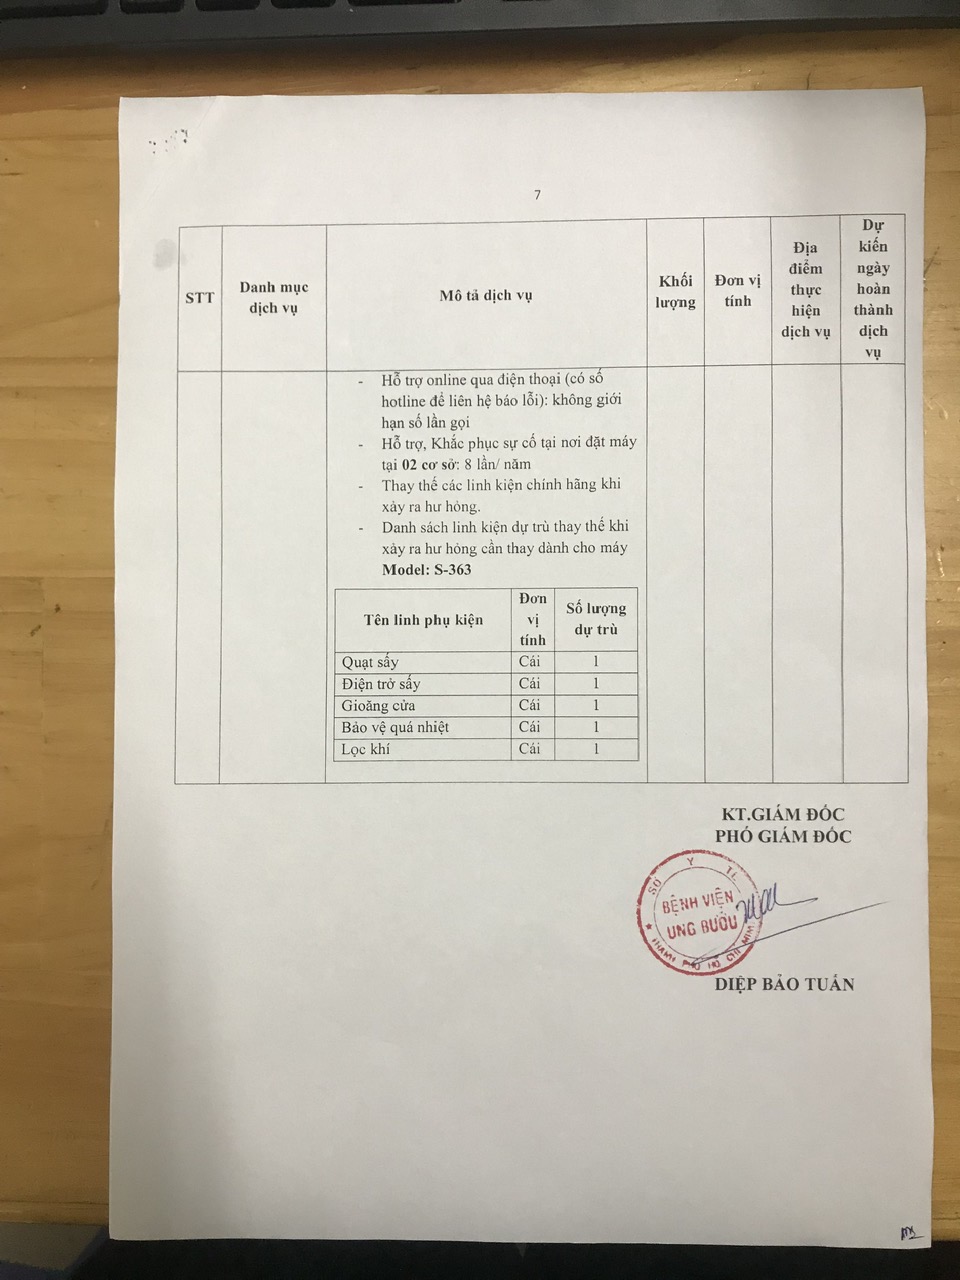 7
STT
Danh mục
dịch vụ
Mô tả dịch vụ
Khối
lượng
Đơn vị
tính
Địa
điểm
thực
hiện
dịch vụ
Dự
kiến
ngày
hoàn
thành
dịch
vụ
- Hỗ trợ online qua điện thoại (có số
hotline để liên hệ báo lỗi): không giới
hạn số lần gọi
- Hỗ trợ, Khắc phục sự cố tại nơi đặt máy
tại 02 cơ sở: 8 lần/ năm
- Thay thế các linh kiện chính hãng khi
xảy ra hư hỏng.
- Danh sách linh kiện dự trù thay thế khi
xảy ra hư hỏng cần thay dành cho máy
Model: S-363
Tên linh phụ kiện
Đơn
vị
tính
Số lượng
dự trù
Quạt sấy Cái 1
Điện trở sấy Cái 1
Gioăng cửa Cái 1
Bảo vệ quá nhiệt Cái 1
Lọc khí Cái 1
KT.GIÁM ĐỐC
PHÓ GIÁM ĐỐC
SỞ Y TẾ
BỆNH VIỆN
UNG BƯỚU
THÀNH PHỐ HỒ CHÍ MINH
DIỆP BẢO TUẤN